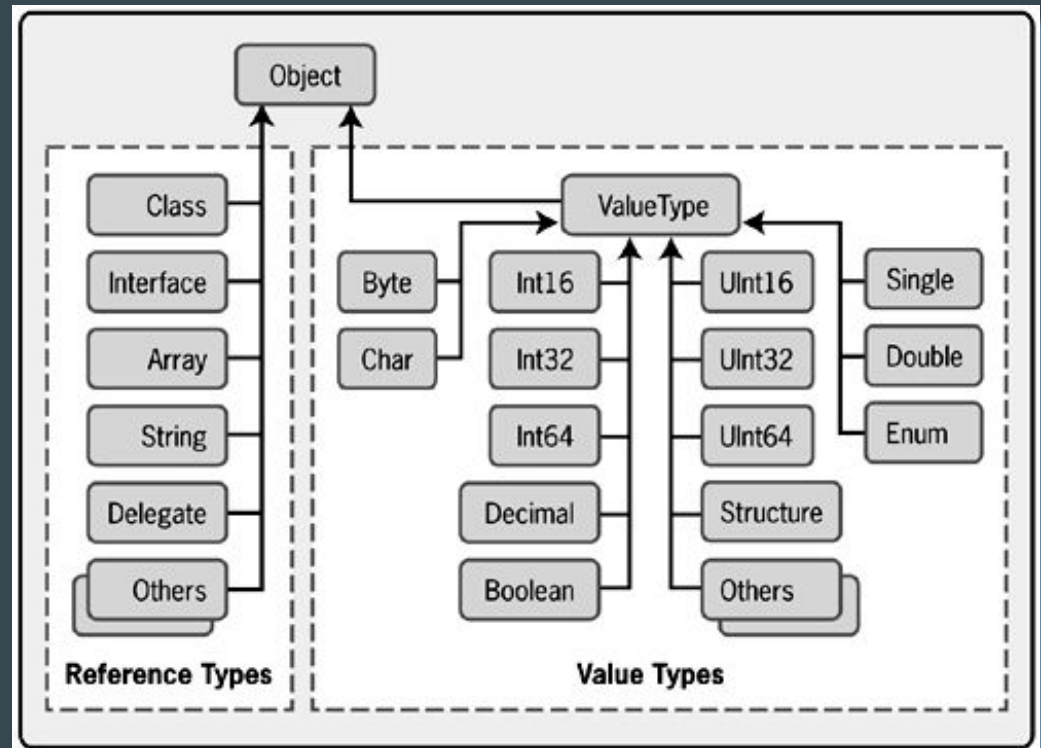 Object
Class
Interface
Array
String
Delegate
Others
Reference Types
ValueType
Byte
Char
Int16
Int32
Int64
Decimal
Boolean
UInt16
UInt32
UInt64
Structure
Others
Single
Double
Enum
Value Types